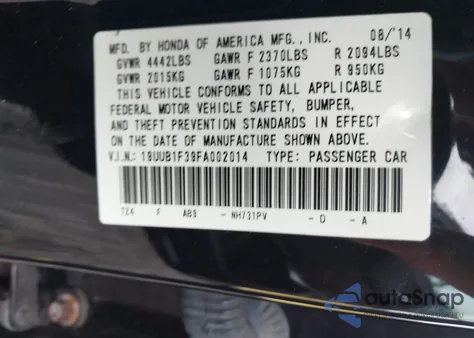 MFD. BY HONDA OF AMERICA MFG., INC. 08/'14
GVWR 4442LBS GAWR F 2370LBS R 2094LBS
GVWR 2015KG GAWR F 1075KG R 950KG
THIS VEHICLE CONFORMS TO ALL APPLICABLE
FEDERAL MOTOR VEHICLE SAFETY, BUMPER,
AND THEFT PREVENTION STANDARDS IN EFFECT
ON THE DATE OF MANUFACTURE SHOWN ABOVE.
V.I.N.: 19UUB1F39FA002014 TYPE: PASSENGER CAR
TZ4 F AB9 - NH731PV - D - A
autoSnap